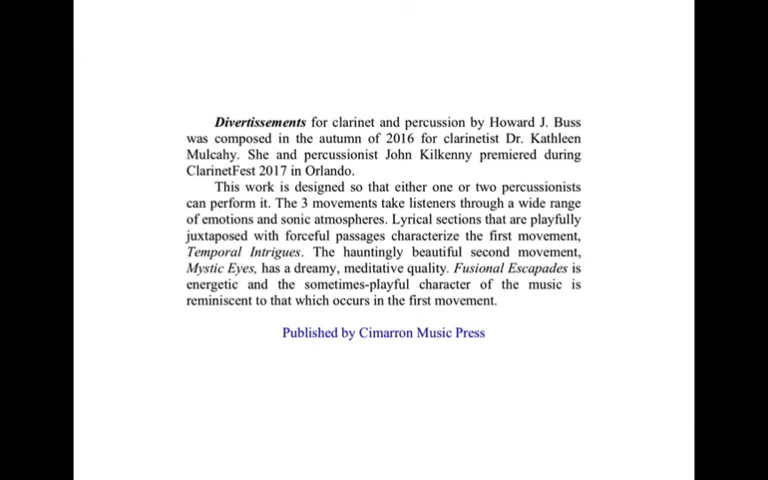 Divertissements for clarinet and percussion by Howard J. Buss
was composed in the autumn of 2016 for clarinetist Dr. Kathleen
Mulcahy. She and percussionist John Kilkenny premiered during
ClarinetFest 2017 in Orlando.
This work is designed so that either one or two percussionists
can perform it. The 3 movements take listeners through a wide range
of emotions and sonic atmospheres. Lyrical sections that are playfully
juxtaposed with forceful passages characterize the first movement,
Temporal Intrigues. The hauntingly beautiful second movement,
Mystic Eyes, has a dreamy, meditative quality. Fusional Escapades is
energetic and the sometimes-playful character of the music is
reminiscent to that which occurs in the first movement.
Published by Cimarron Music Press